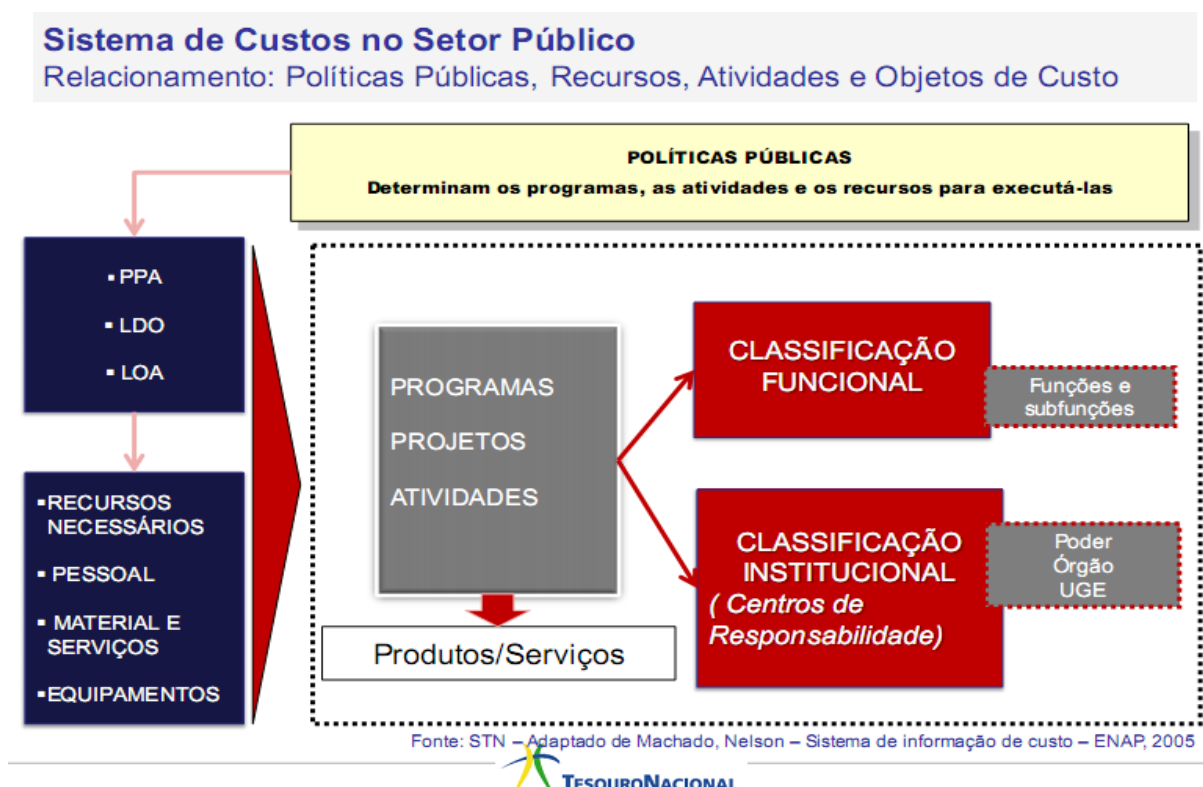 Sistema de Custos no Setor Público
Relacionamento: Políticas Públicas, Recursos, Atividades e Objetos de Custo
POLÍTICAS PÚBLICAS
Determinam os programas, as atividades e os recursos para executá-las
▪ PPA
▪ LDO
▪ LOA
▪RECURSOS
NECESSÁRIOS
▪ PESSOAL
▪ MATERIAL E
SERVIÇOS
▪EQUIPAMENTOS
PROGRAMAS
PROJETOS
ATIVIDADES
Produtos/Serviços
CLASSIFICAÇÃO
FUNCIONAL
Funções e
subfunções
CLASSIFICAÇÃO
INSTITUCIONAL
( Centros de
Responsabilidade)
Poder
Órgão
UGE
Fonte: STN – Adaptado de Machado, Nelson – Sistema de informação de custo – ENAP, 2005
TESOURONACIONAL